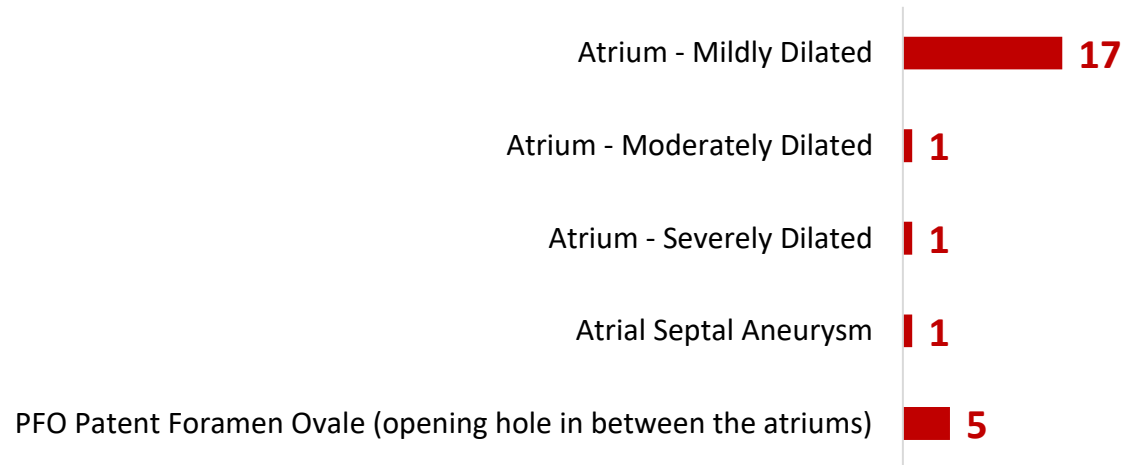 Atrium - Mildly Dilated 17
Atrium - Moderately Dilated 1
Atrium - Severely Dilated 1
Atrial Septal Aneurysm 1
PFO Patent Foramen Ovale (opening hole in between the atriums) 5